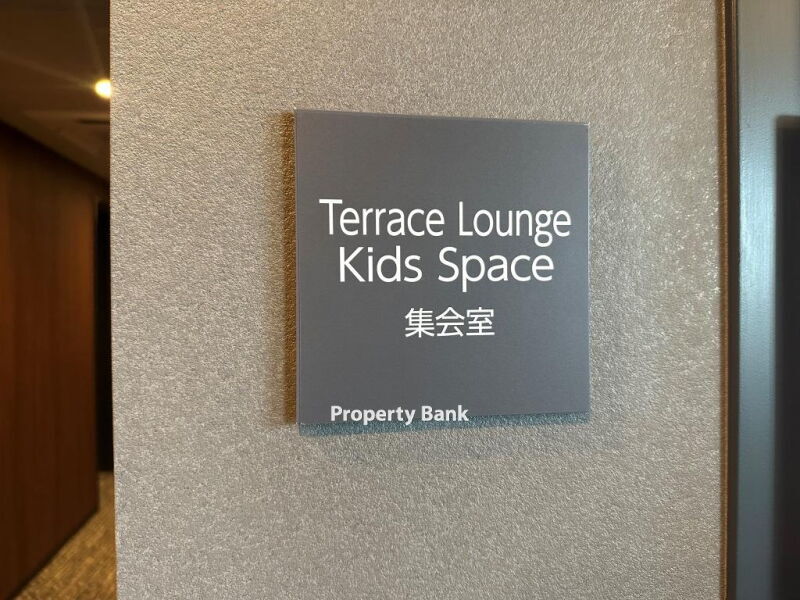 Terrace Lounge
Kids Space
集会室
Property Bank